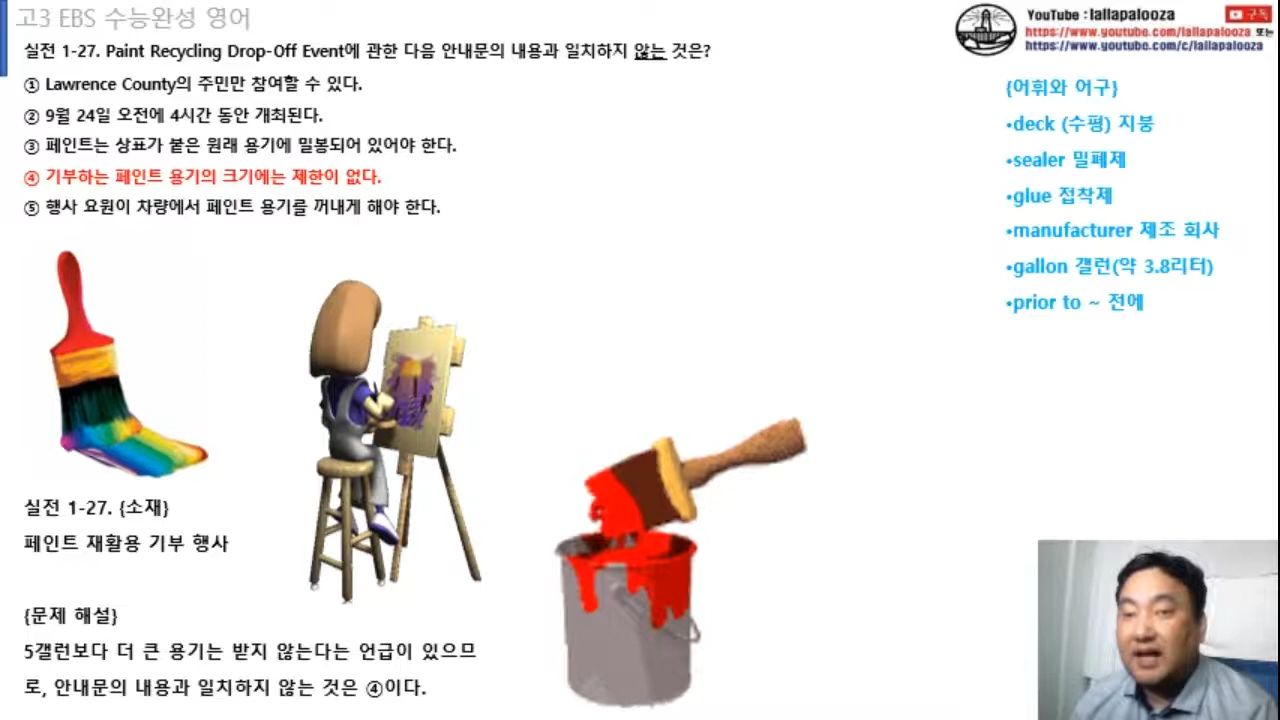 고3 EBS 수능완성 영어
실전 1-27. Paint Recycling Drop-Off Event에 관한 다음 안내문의 내용과 일치하지 않는 것은?
① Lawrence County의 주민만 참여할 수 있다.
② 9월 24일 오전에 4시간 동안 개최된다.
③ 페인트는 상표가 붙은 원래 용기에 밀봉되어 있어야 한다.
④ 기부하는 페인트 용기의 크기에는 제한이 없다.
⑤ 행사 요원이 차량에서 페인트 용기를 꺼내게 해야 한다.
실전 1-27. {소재}
페인트 재활용 기부 행사
{문제 해설}
5갤런보다 더 큰 용기는 받지 않는다는 언급이 있으므
로, 안내문의 내용과 일치하지 않는 것은 ④이다.
YouTube : lallapalooza
구독
https://www.youtube.com/lallapalooza 또는
https://www.youtube.com/c/lallapalooza
{어휘와 어구}
•deck (수평) 지붕
•sealer 밀폐제
•glue 접착제
•manufacturer 제조 회사
•gallon 갤런(약 3.8리터)
•prior to ~ 전에